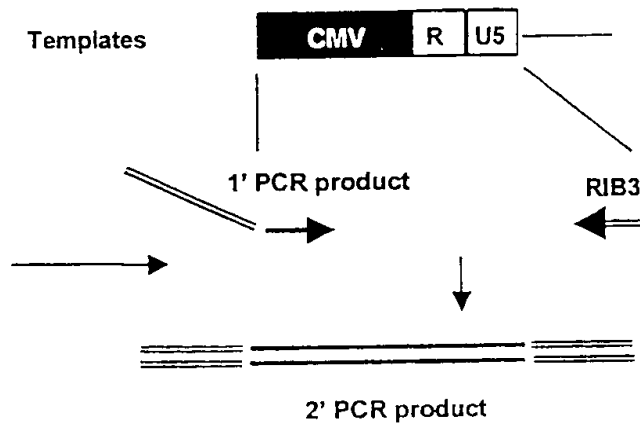 Templates CMV R U5
1' PCR product
RIB3
2' PCR product